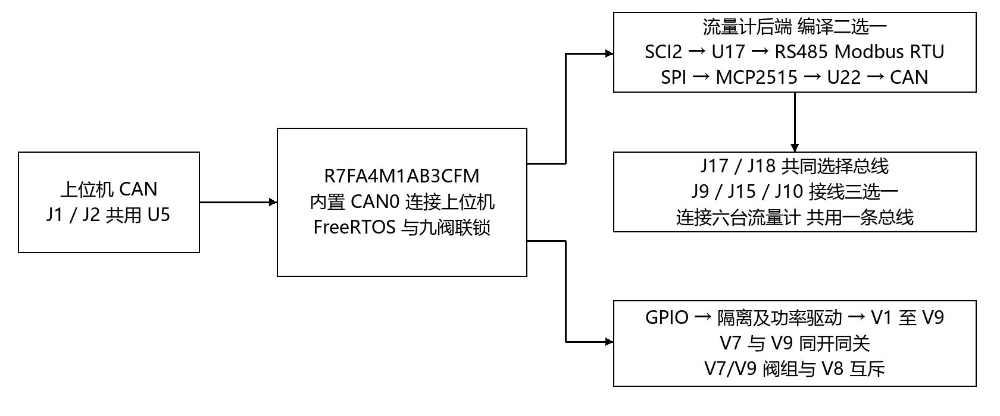 上位机 CAN
J1 / J2 共用 U5
R7FA4M1AB3CFM
内置 CAN0 连接上位机
FreeRTOS 与九阀联锁
流量计后端 编译二选一
SCI2 → U17 → RS485 Modbus RTU
SPI → MCP2515 → U22 → CAN
J17 / J18 共同选择总线
J9 / J15 / J10 接线三选一
连接六台流量计 共用一条总线
GPIO → 隔离及功率驱动 → V1 至 V9
V7 与 V9 同开同关
V7/V9 阀组与 V8 互斥